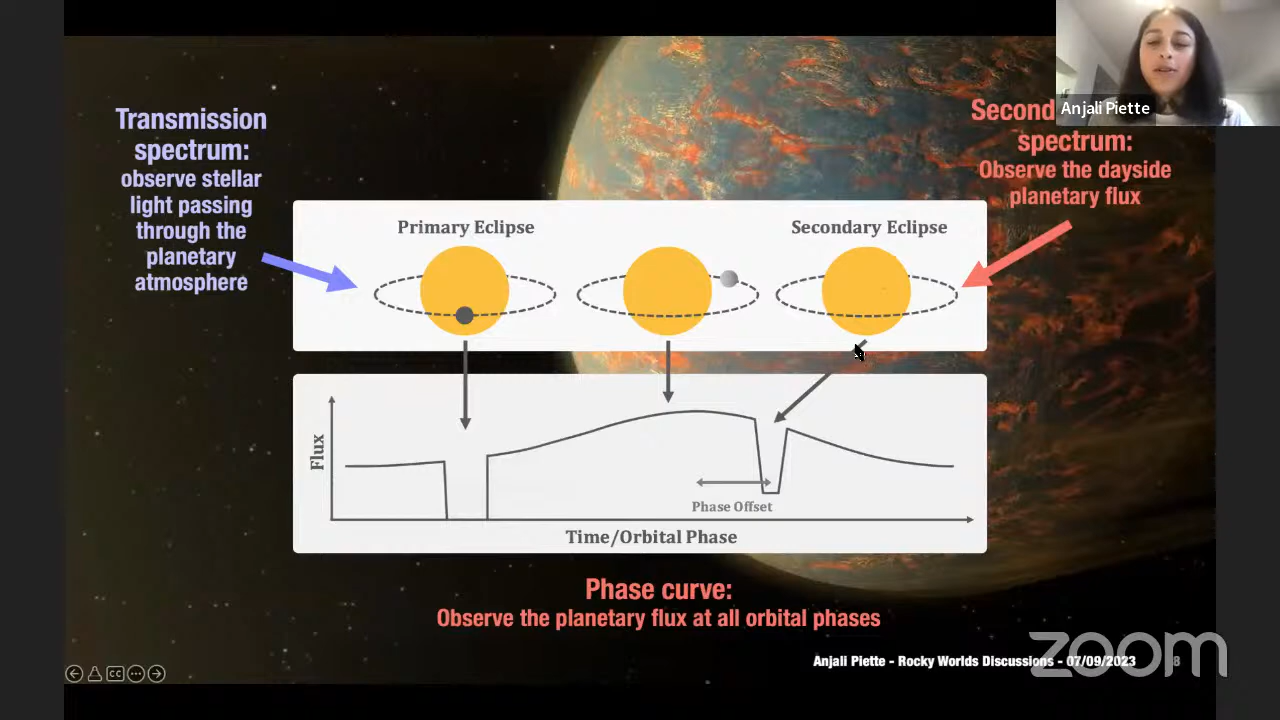 Anjali Piette
Transmission
spectrum:
observe stellar
light passing
through the
planetary
atmosphere
Second
spectrum:
Observe the dayside
planetary flux
Primary Eclipse
Secondary Eclipse
Flux
Phase Offset
Time/Orbital Phase
Phase curve:
Observe the planetary flux at all orbital phases
Anjali Piette - Rocky Worlds Discussions - 07/09/2023
zoom
CC